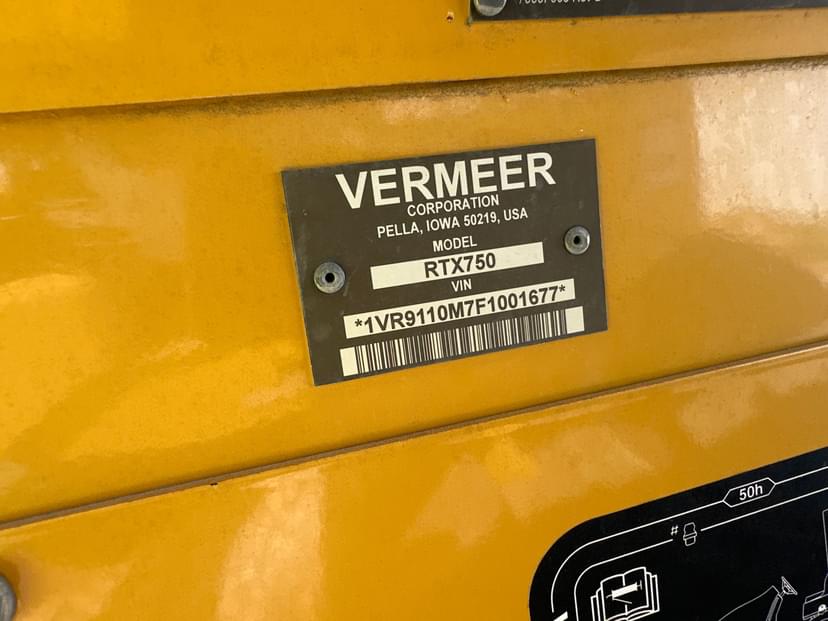 VERMEER
CORPORATION
PELLA, IOWA 50219, USA
MODEL
RTX750
VIN
*1VR9110M7F1001677*
50h
#